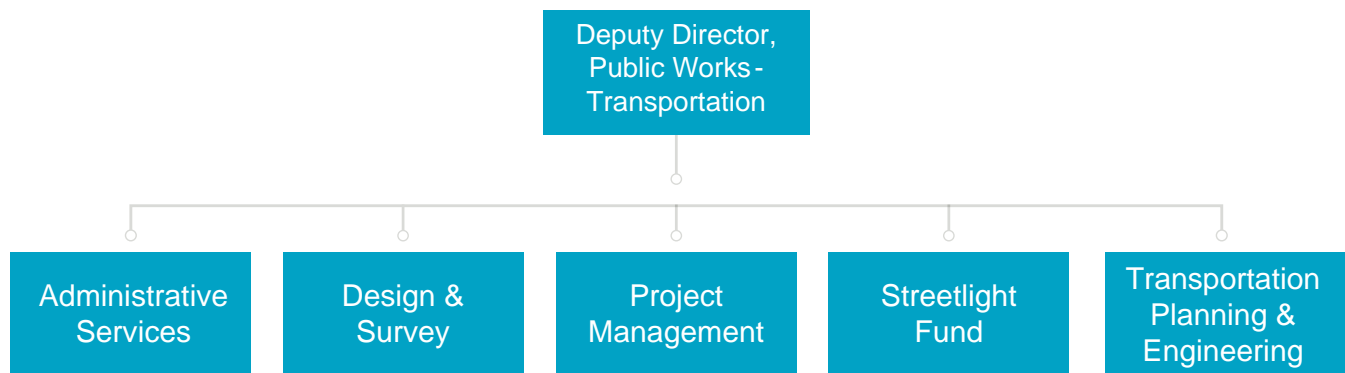 Deputy Director,
Public Works-
Transportation
Administrative
Services
Design &
Survey
Project
Management
Streetlight
Fund
Transportation
Planning &
Engineering